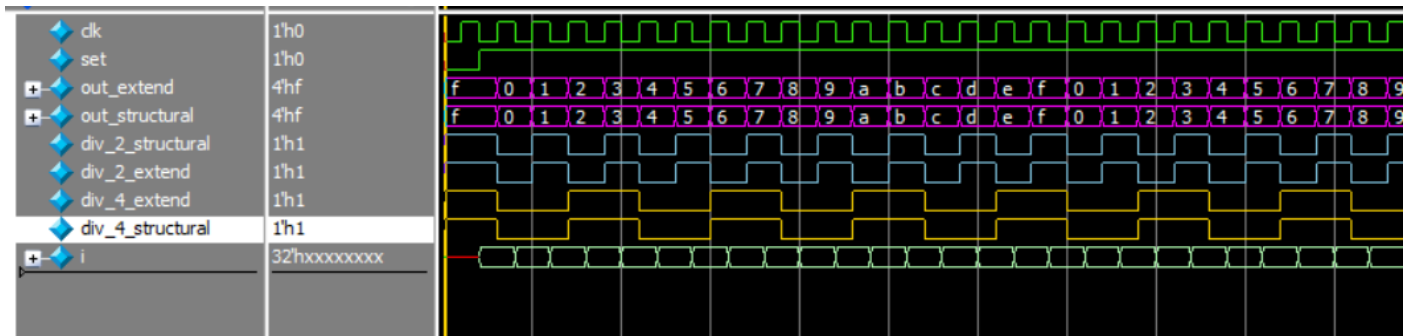 clk 1'h0
set 1'h0
out_extend 4'hf f 0 1 2 3 4 5 6 7 8 9 a b c d e f 0 1 2 3 4 5 6 7 8 9
out_structural 4'hf f 0 1 2 3 4 5 6 7 8 9 a b c d e f 0 1 2 3 4 5 6 7 8 9
div_2_structural 1'h1
div_2_extend 1'h1
div_4_extend 1'h1
div_4_structural 1'h1
i 32'hxxxxxxxx